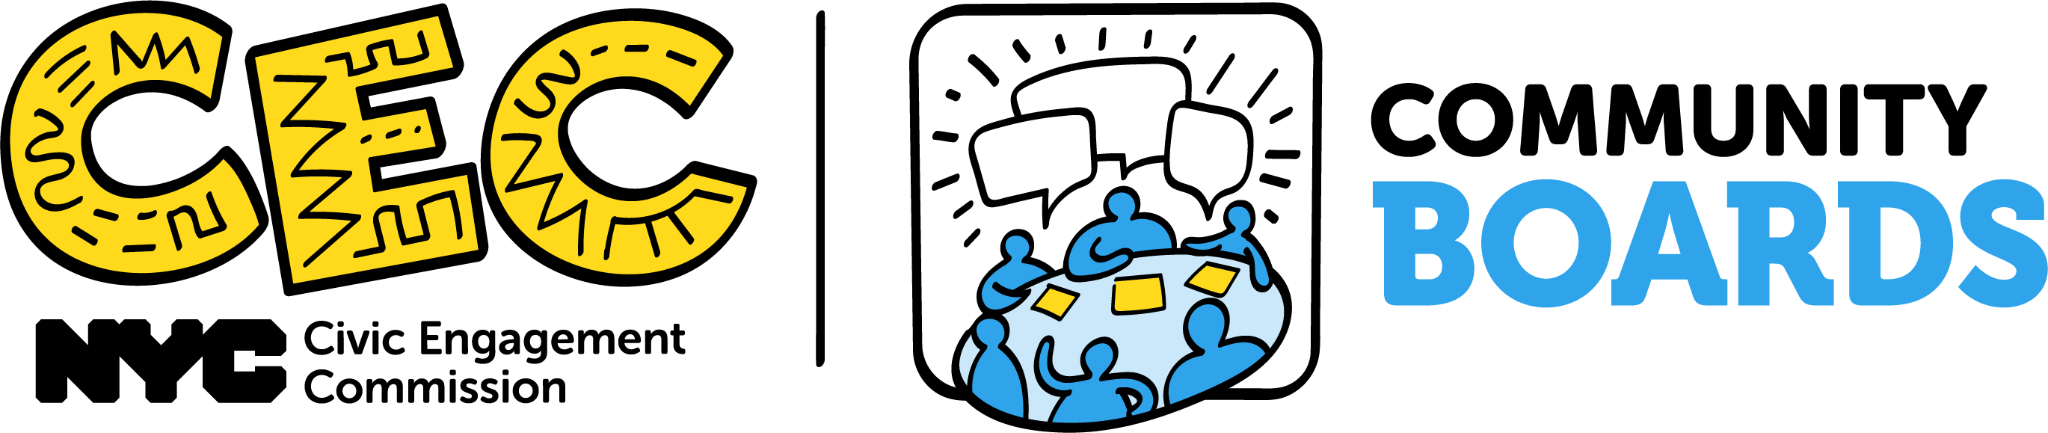 CEC
NYC Civic Engagement
Commission
COMMUNITY
BOARDS